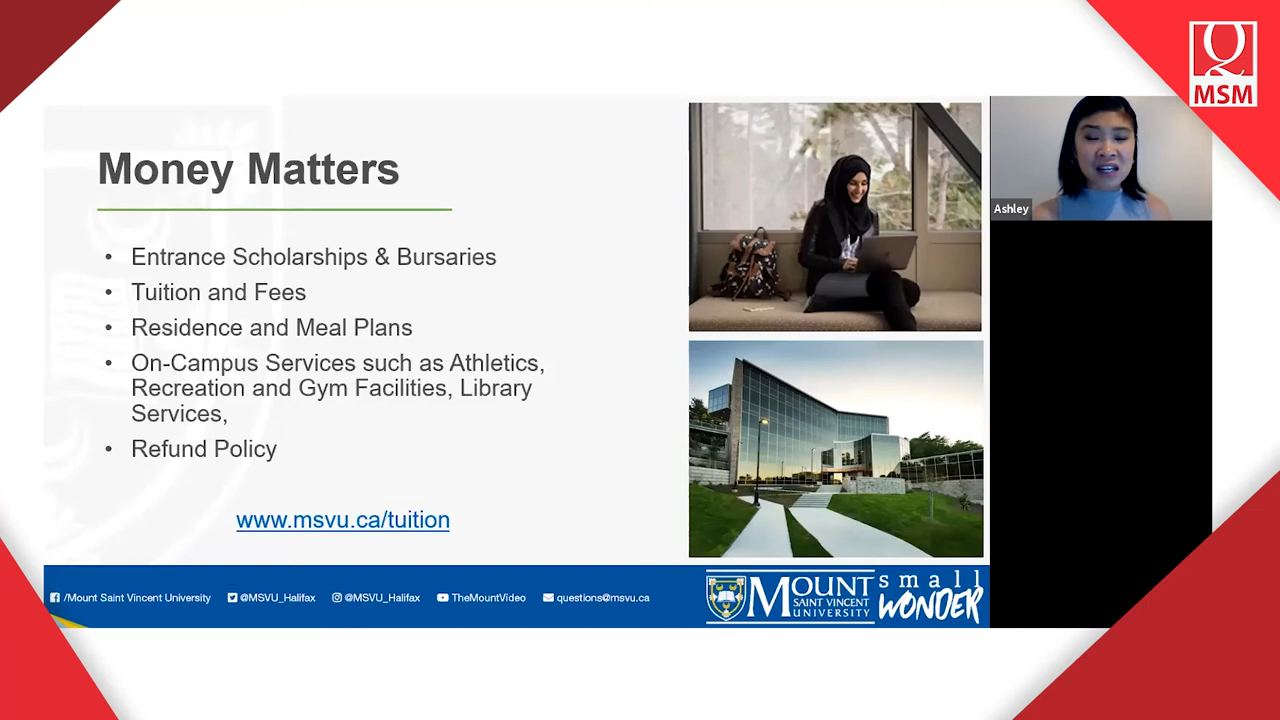 MSM
Money Matters
• Entrance Scholarships & Bursaries
• Tuition and Fees
• Residence and Meal Plans
• On-Campus Services such as Athletics,
Recreation and Gym Facilities, Library
Services,
• Refund Policy
www.msvu.ca/tuition
Ashley
/Mount Saint Vincent University @MSVU_Halifax @MSVU_Halifax TheMountVideo questions@msvu.ca
MOUNT
SAINT VINCENT
UNIVERSITY
small
WONDER